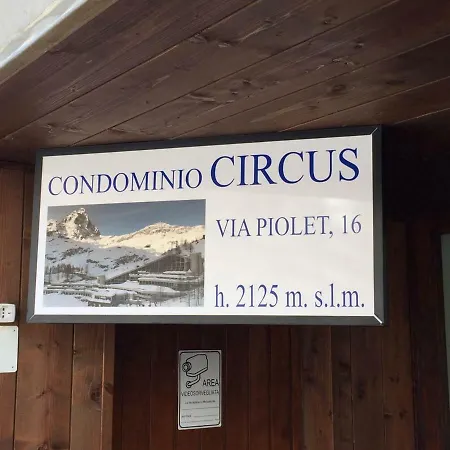 CONDOMINIO CIRCUS
VIA PIOLET, 16
h. 2125 m. s.l.m.
AREA
VIDEOSORVEGLIATA